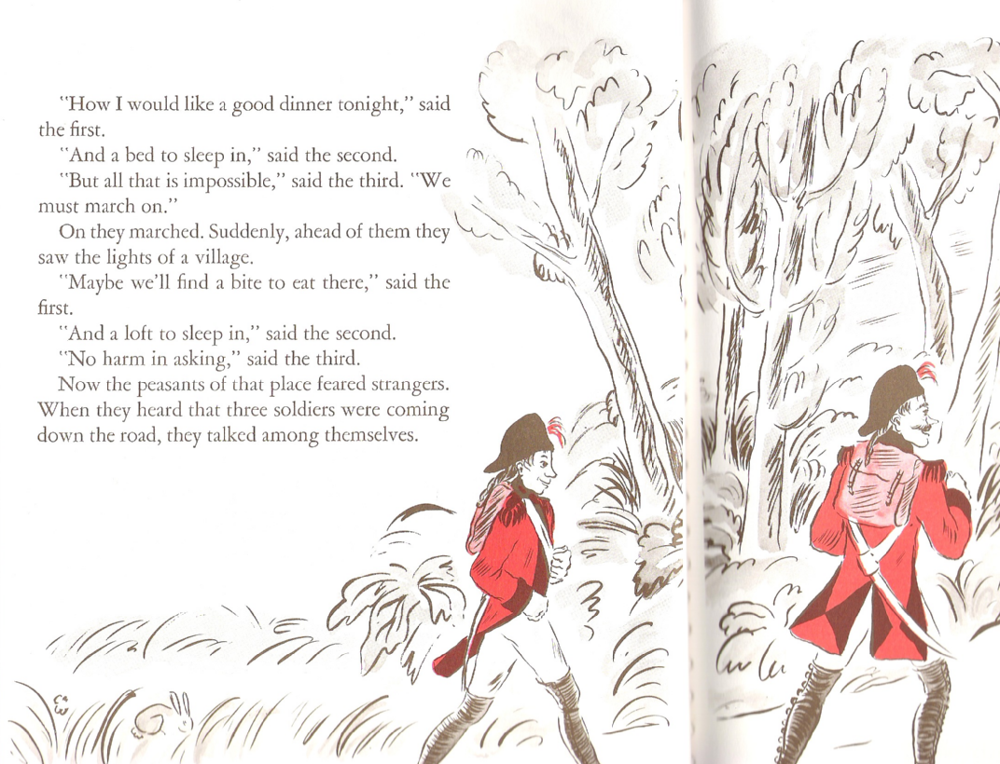 "How I would like a good dinner tonight," said
the first.
"And a bed to sleep in," said the second.
"But all that is impossible," said the third. "We
must march on."
On they marched. Suddenly, ahead of them they
saw the lights of a village.
"Maybe we'll find a bite to eat there," said the
first.
"And a loft to sleep in," said the second.
"No harm in asking," said the third.
Now the peasants of that place feared strangers.
When they heard that three soldiers were coming
down the road, they talked among themselves.